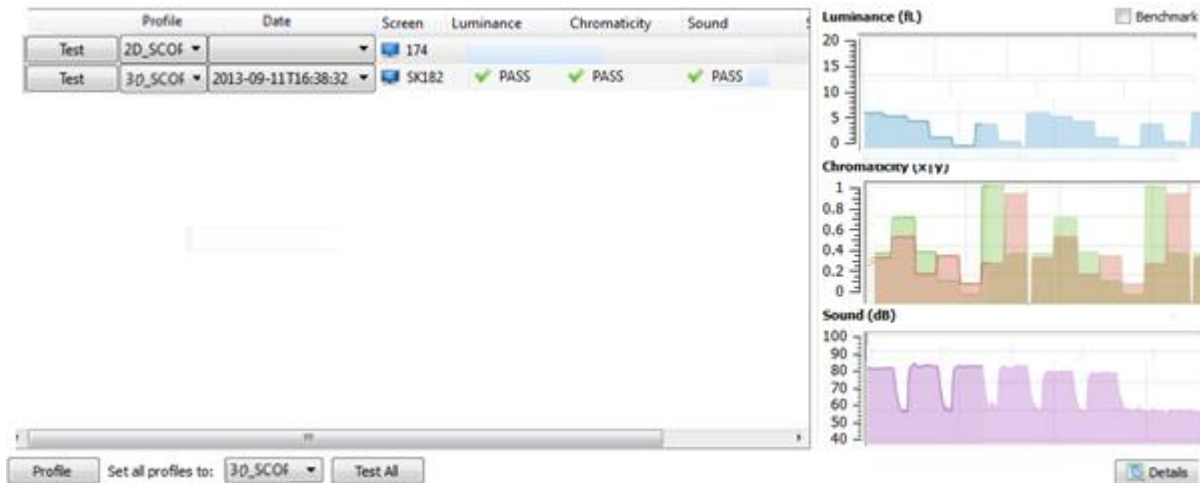 Profile Date Screen Luminance Chromaticity Sound
Test 2D_SCOF 174
Test 3D_SCOF 2013-09-11T16:38:32 SK182 PASS PASS PASS
Profile Set all profiles to: 3D_SCOF Test All
Luminance (fL) Benchmark
20
15
10
5
0
Chromaticity (x|y)
1
0.8
0.6
0.4
0.2
0
Sound (dB)
100
90
80
70
60
50
40
Details